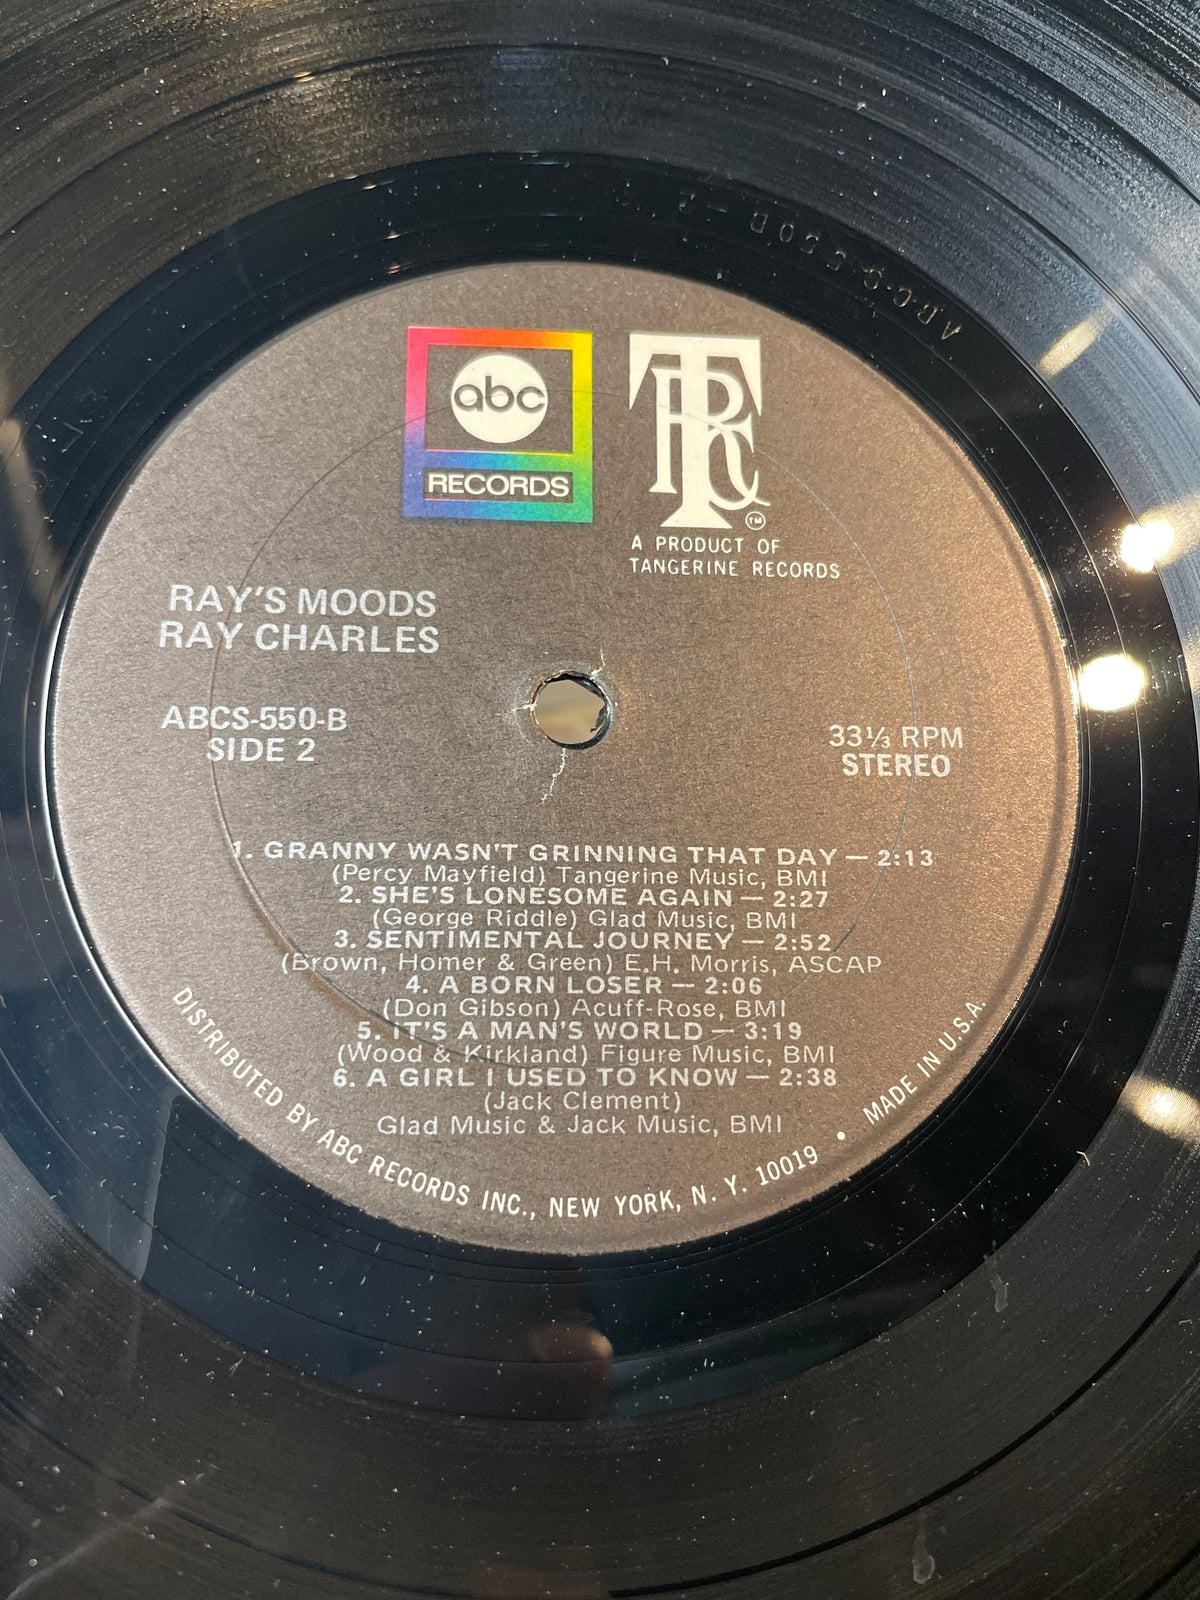 ABCS 550B - 2
abc
RECORDS
TRC
TM
A PRODUCT OF
TANGERINE RECORDS
RAY'S MOODS
RAY CHARLES
ABCS-550-B
SIDE 2
33⅓ RPM
STEREO
1. GRANNY WASN'T GRINNING THAT DAY — 2:13
(Percy Mayfield) Tangerine Music, BMI
2. SHE'S LONESOME AGAIN — 2:27
(George Riddle) Glad Music, BMI
3. SENTIMENTAL JOURNEY — 2:52
(Brown, Homer & Green) E.H. Morris, ASCAP
4. A BORN LOSER — 2:06
(Don Gibson) Acuff-Rose, BMI
5. IT'S A MAN'S WORLD — 3:19
(Wood & Kirkland) Figure Music, BMI
6. A GIRL I USED TO KNOW — 2:38
(Jack Clement)
Glad Music & Jack Music, BMI
DISTRIBUTED BY ABC RECORDS INC., NEW YORK, N. Y. 10019 • MADE IN U.S.A.